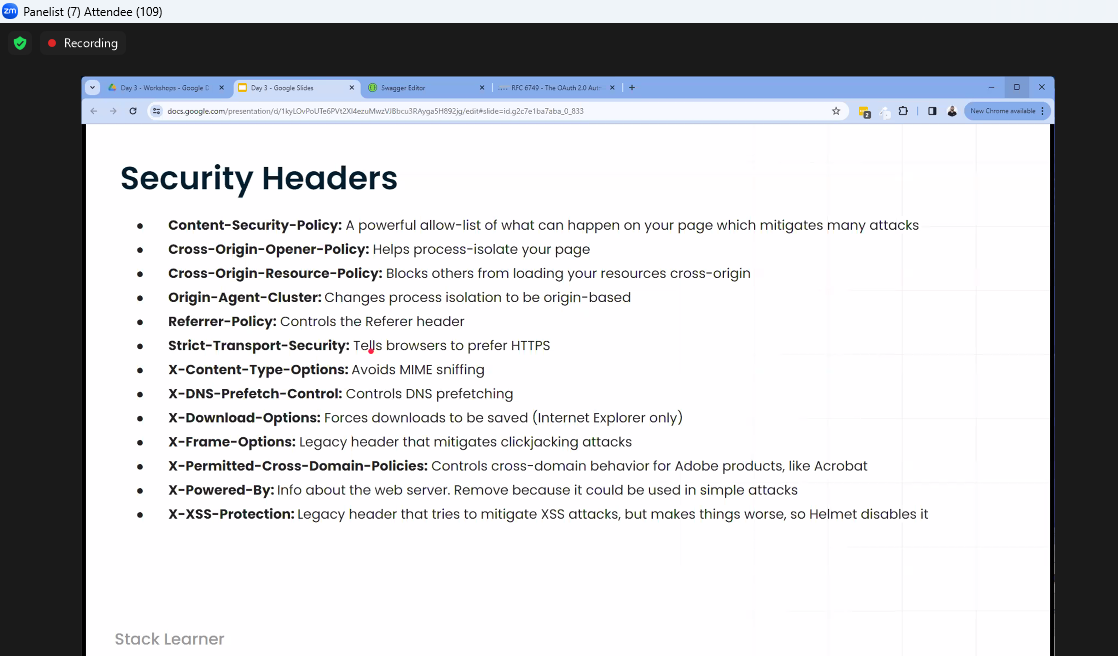 zm Panelist (7) Attendee (109)
Recording
Day 3 - Workshops - Google D
Day 3 - Google Slides
Swagger Editor
RFC 6749 - The OAuth 2.0 Aut
docs.google.com/presentation/d/1kyLOvPoUTe6PVt2Xl4ezuMwzVJBbcu3RAyga5H892jg/edit#slide=id.g2c7e1ba7aba_0_833
2
New Chrome available
Security Headers
● Content-Security-Policy: A powerful allow-list of what can happen on your page which mitigates many attacks
● Cross-Origin-Opener-Policy: Helps process-isolate your page
● Cross-Origin-Resource-Policy: Blocks others from loading your resources cross-origin
● Origin-Agent-Cluster: Changes process isolation to be origin-based
● Referrer-Policy: Controls the Referer header
● Strict-Transport-Security: Tells browsers to prefer HTTPS
● X-Content-Type-Options: Avoids MIME sniffing
● X-DNS-Prefetch-Control: Controls DNS prefetching
● X-Download-Options: Forces downloads to be saved (Internet Explorer only)
● X-Frame-Options: Legacy header that mitigates clickjacking attacks
● X-Permitted-Cross-Domain-Policies: Controls cross-domain behavior for Adobe products, like Acrobat
● X-Powered-By: Info about the web server. Remove because it could be used in simple attacks
● X-XSS-Protection: Legacy header that tries to mitigate XSS attacks, but makes things worse, so Helmet disables it
Stack Learner